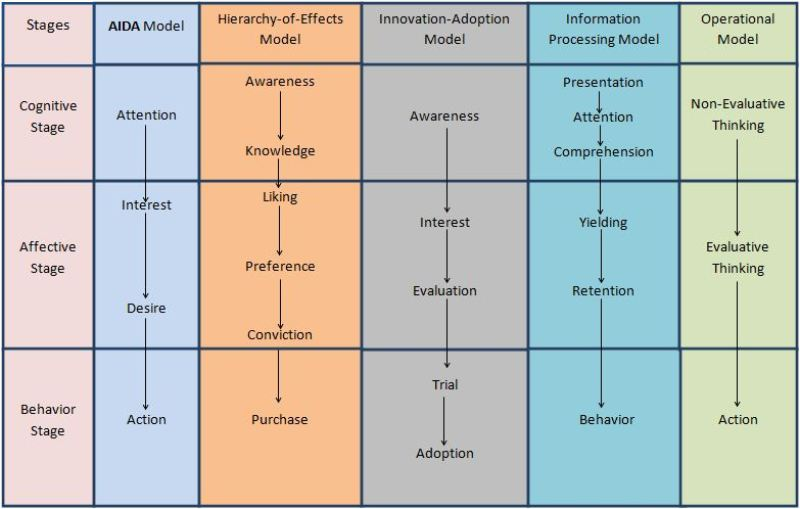 Stages
AIDA Model
Hierarchy-of-Effects
Model
Innovation-Adoption
Model
Information
Processing Model
Operational
Model
Cognitive
Stage
Attention
Awareness
Knowledge
Awareness
Presentation
Attention
Comprehension
Non-Evaluative
Thinking
Affective
Stage
Interest
Desire
Liking
Preference
Conviction
Interest
Evaluation
Yielding
Retention
Evaluative
Thinking
Behavior
Stage
Action
Purchase
Trial
Adoption
Behavior
Action